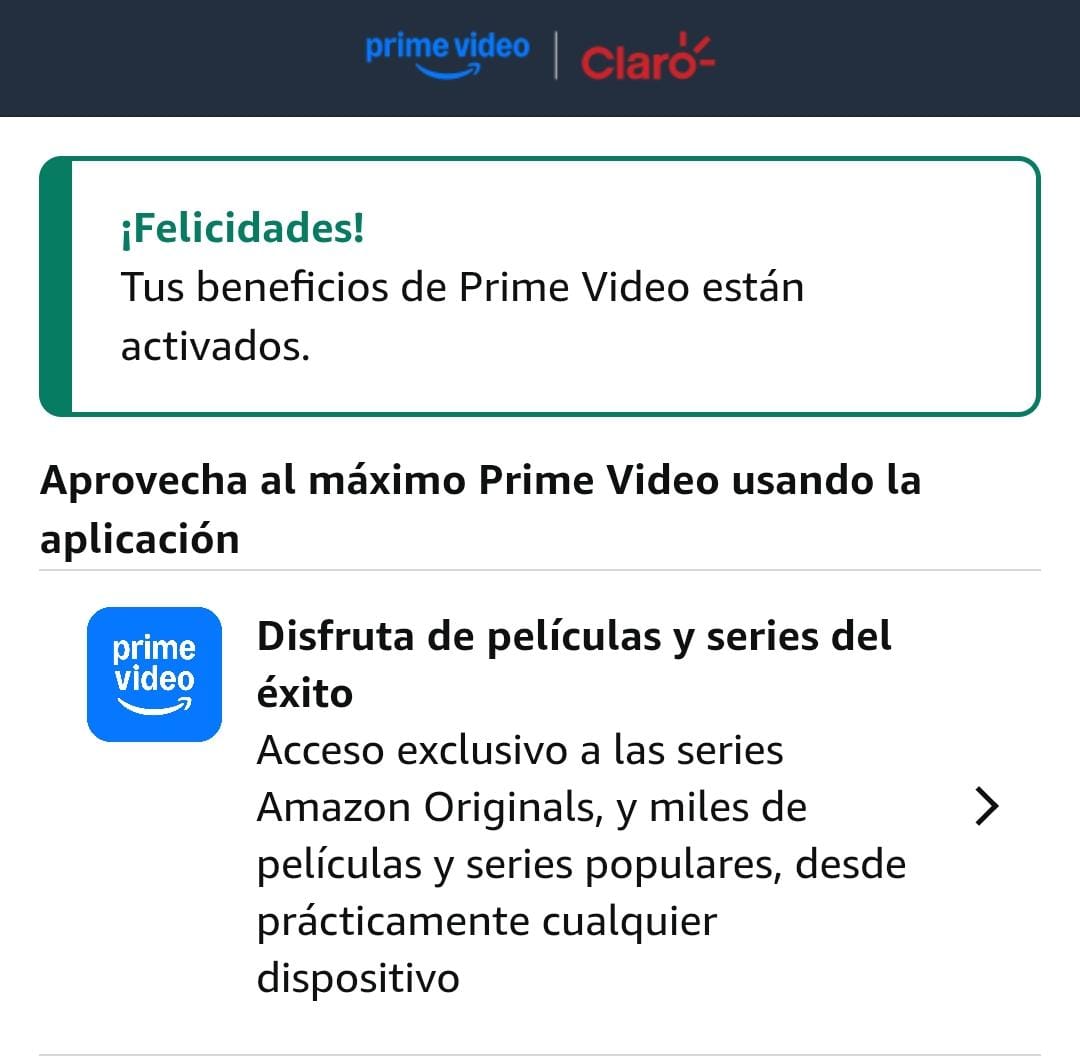 prime video | Claro
¡Felicidades!
Tus beneficios de Prime Video están
activados.
Aprovecha al máximo Prime Video usando la
aplicación
prime
video
Disfruta de películas y series del
éxito
Acceso exclusivo a las series
Amazon Originals, y miles de
películas y series populares, desde
prácticamente cualquier
dispositivo